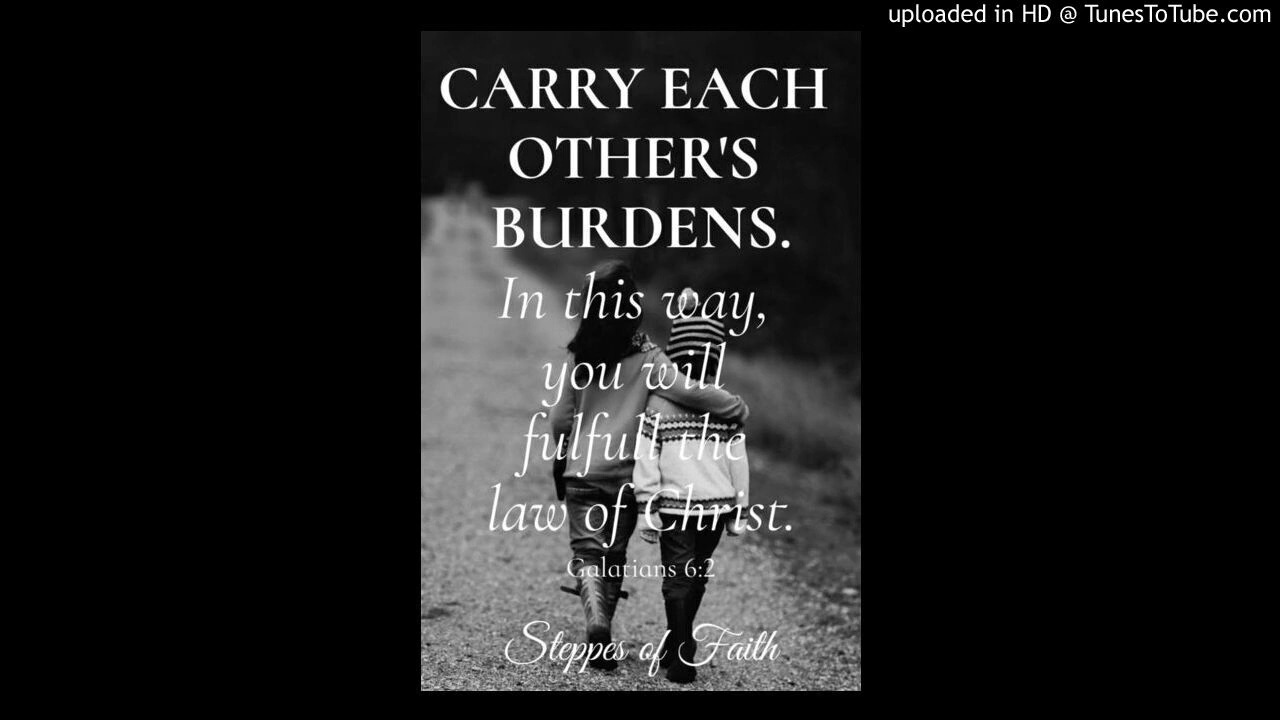 uploaded in HD @ TunesToTube.com
CARRY EACH
OTHER'S
BURDENS.
In this way,
you will
fulfull the
law of Christ.
Galatians 6:2
Steppes of Faith